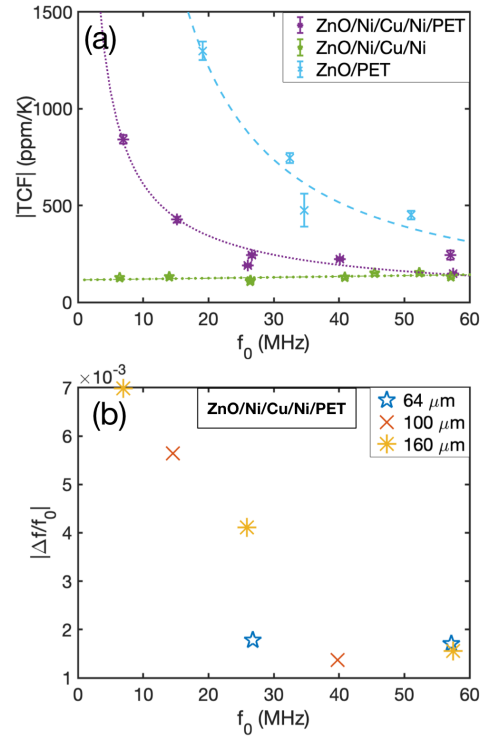 (a)
ZnO/Ni/Cu/Ni/PET
ZnO/Ni/Cu/Ni
ZnO/PET
1500
1000
500
0
|TCF| (ppm/K)
0 10 20 30 40 50 60
f₀ (MHz)
×10⁻³
(b)
ZnO/Ni/Cu/Ni/PET
64 μm
100 μm
160 μm
7
6
5
4
3
2
1
|Δf/f₀|
0 10 20 30 40 50 60
f₀ (MHz)